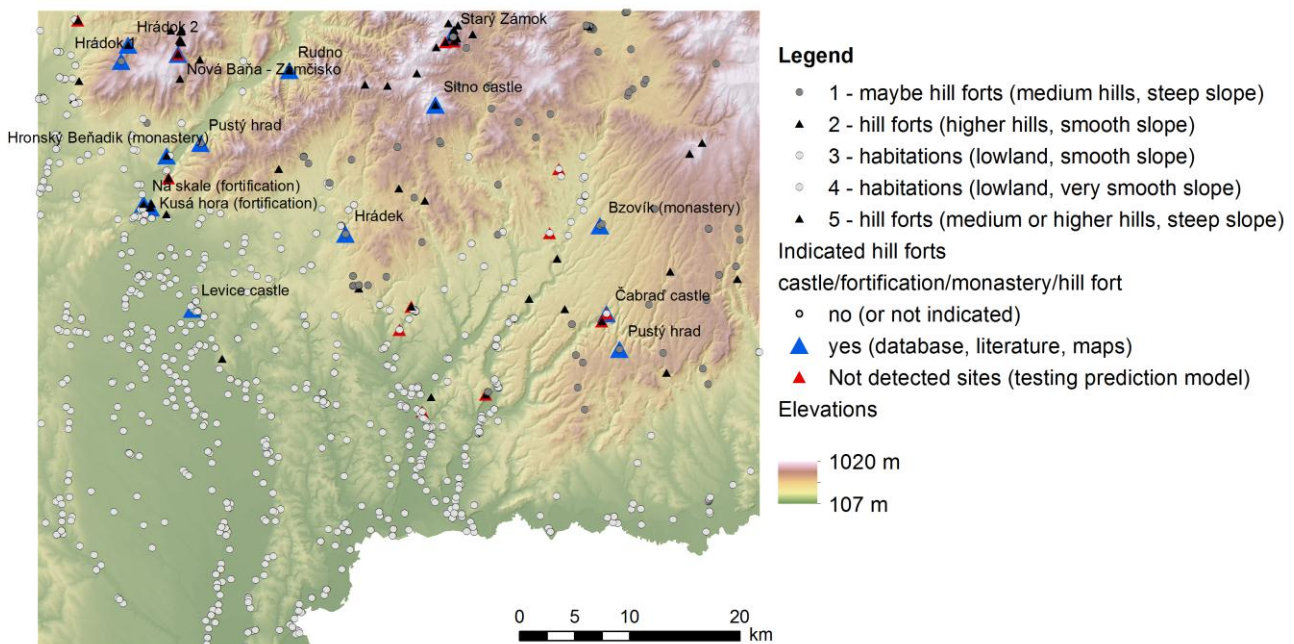 Hrádok 2
Starý Zámok
Hrádok 1
Rudno
Nová Baňa - Zámčisko
Sitno castle
Pustý hrad
Hronský Beňadik (monastery)
Na skale (fortification)
Kusá hora (fortification)
Hrádek
Bzovík (monastery)
Levice castle
Čabraď castle
Pustý hrad
0 5 10 20
km
Legend
1 - maybe hill forts (medium hills, steep slope)
2 - hill forts (higher hills, smooth slope)
3 - habitations (lowland, smooth slope)
4 - habitations (lowland, very smooth slope)
5 - hill forts (medium or higher hills, steep slope)
Indicated hill forts
castle/fortification/monastery/hill fort
no (or not indicated)
yes (database, literature, maps)
Not detected sites (testing prediction model)
Elevations
1020 m
107 m